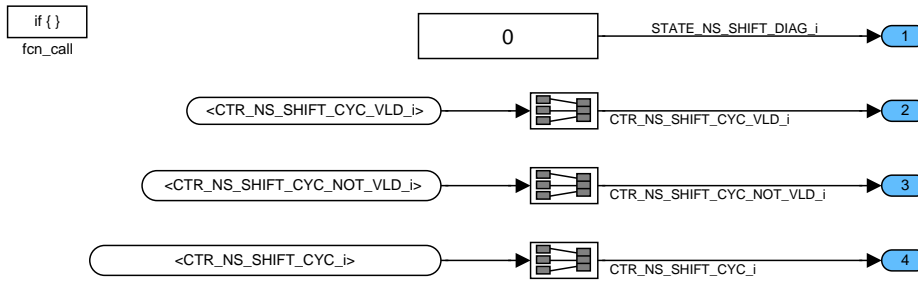 if { }
fcn_call
0
STATE_NS_SHIFT_DIAG_i
1
<CTR_NS_SHIFT_CYC_VLD_i>
CTR_NS_SHIFT_CYC_VLD_i
2
<CTR_NS_SHIFT_CYC_NOT_VLD_i>
CTR_NS_SHIFT_CYC_NOT_VLD_i
3
<CTR_NS_SHIFT_CYC_i>
CTR_NS_SHIFT_CYC_i
4